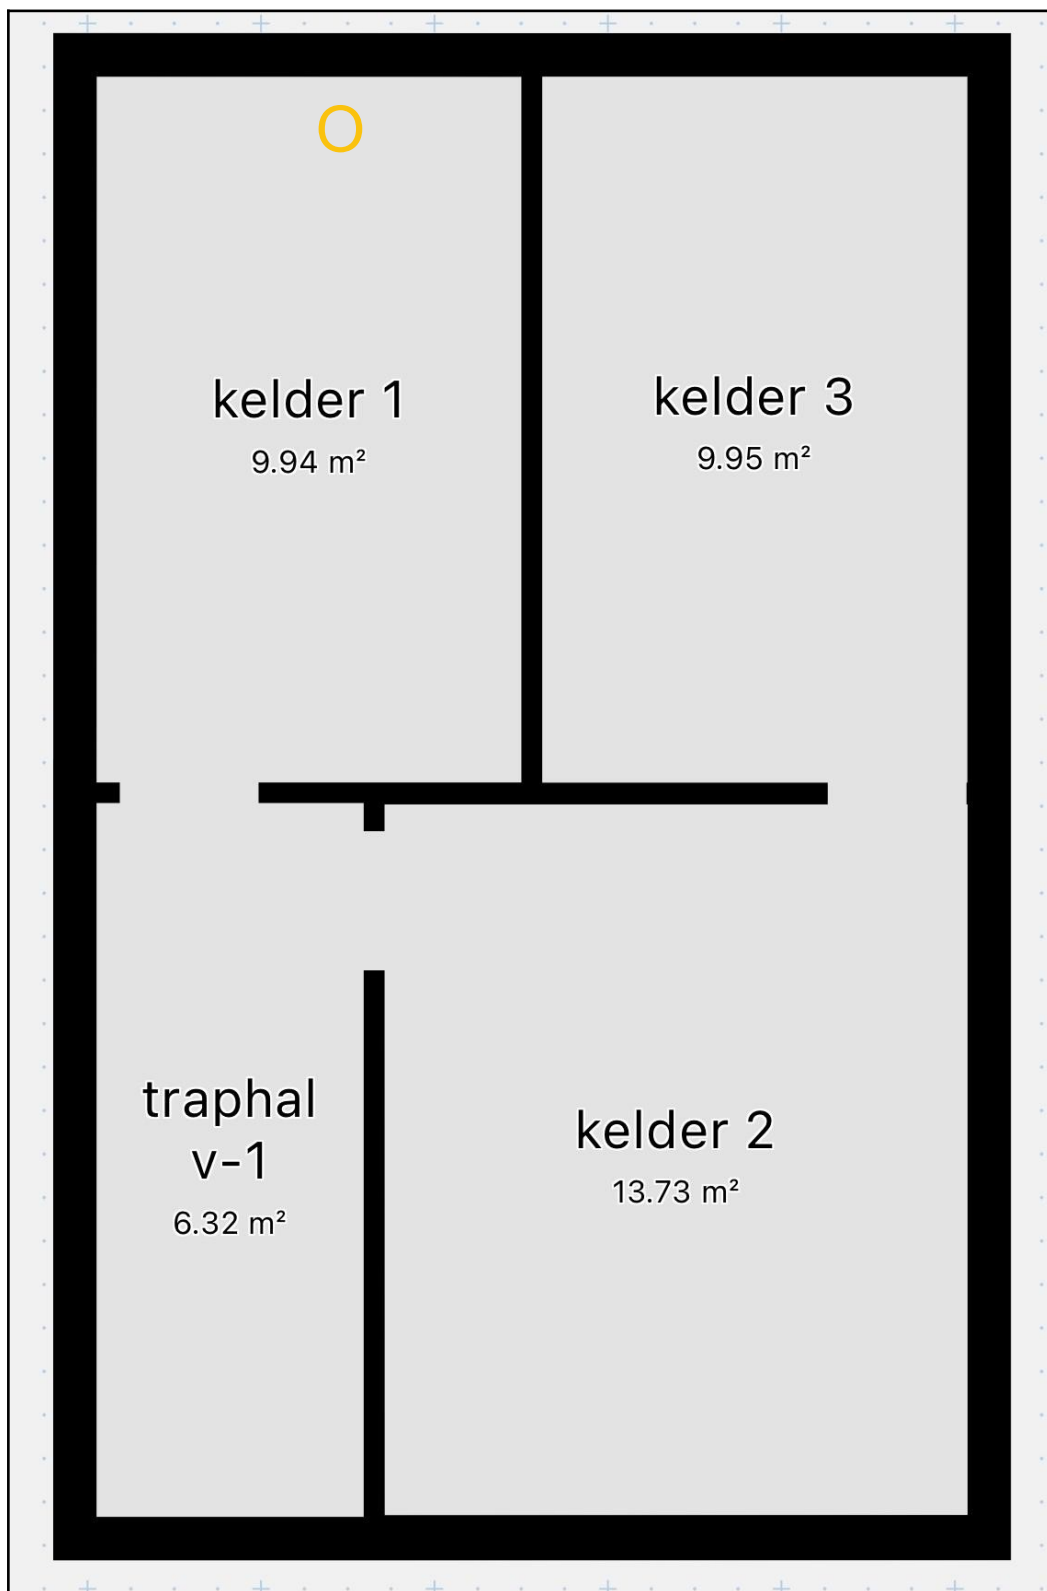 O
kelder 1
9.94 m²
kelder 3
9.95 m²
traphal
v-1
6.32 m²
kelder 2
13.73 m²